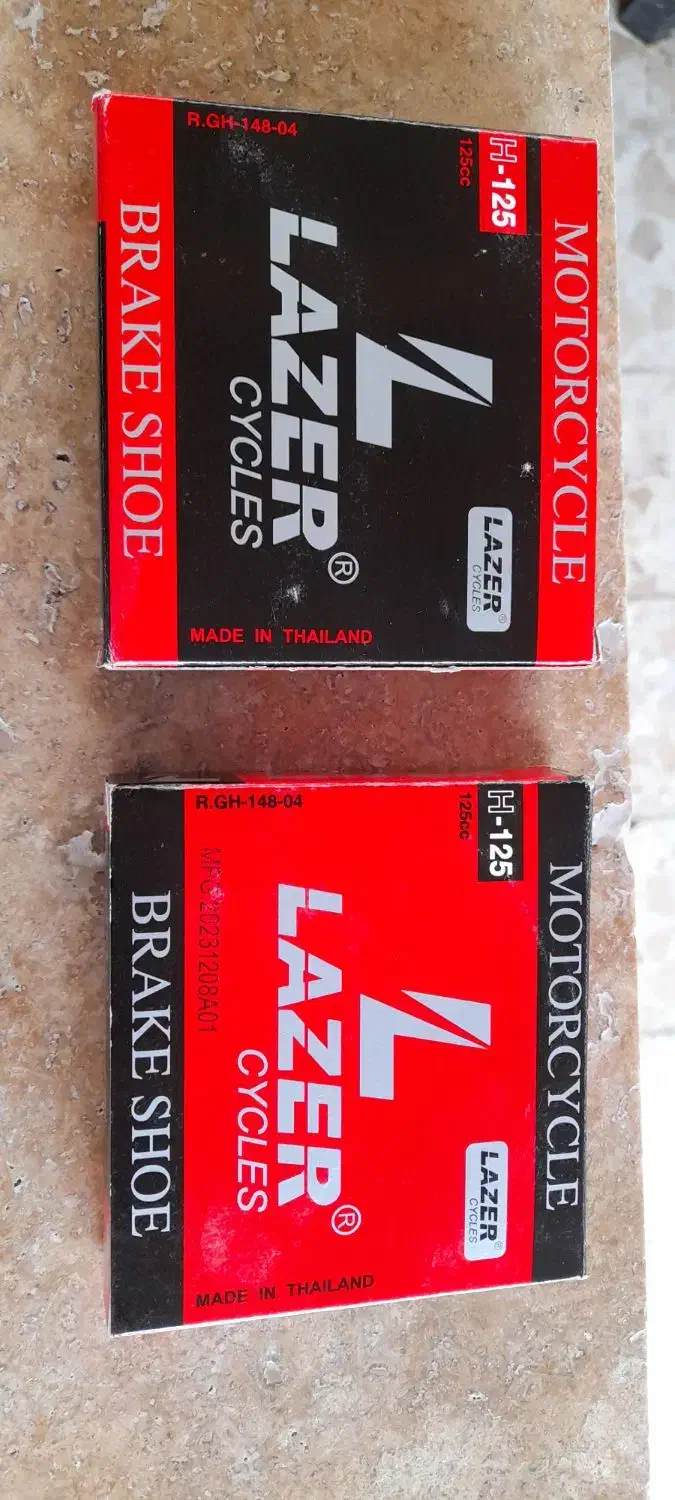 MOTORCYCLE
H-125
125cc
LAZER
CYCLES
LAZER®
CYCLES
R.GH-148-04
MADE IN THAILAND
BRAKE SHOE
MOTORCYCLE
H-125
125cc
LAZER®
CYCLES
LAZER®
CYCLES
MFG 20231208A01
R.GH-148-04
MADE IN THAILAND
BRAKE SHOE